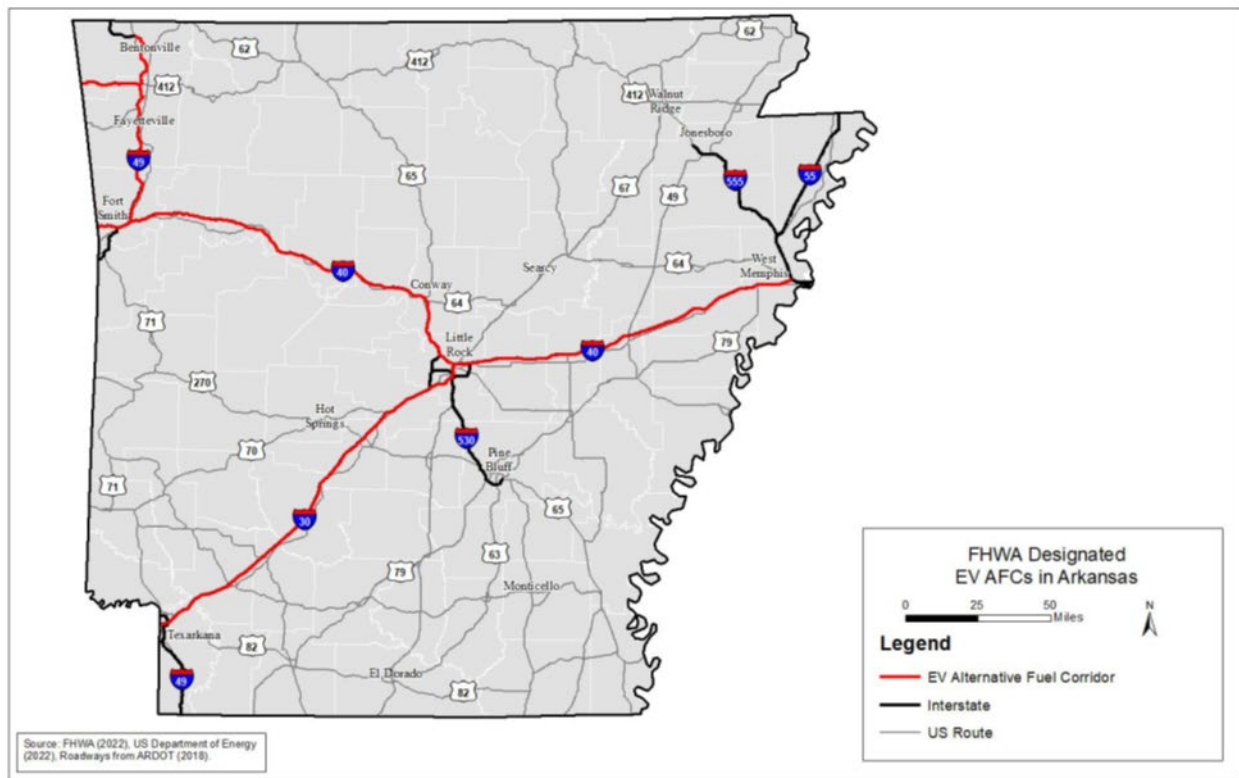 Bentonville
62
62
412
412
Fayetteville
412
Walnut
Ridge
Jonesboro
49
65
67
49
555
55
Fort
Smith
40
Conway
64
Searcy
64
West
Memphis
71
Little
Rock
40
79
270
Hot
Springs
70
530
Pine
Bluff
71
30
65
79
63
Monticello
Texarkana
82
El Dorado
82
49
FHWA Designated
EV AFCs in Arkansas
0 25 50
Miles
N
Legend
EV Alternative Fuel Corridor
Interstate
US Route
Source: FHWA (2022), US Department of Energy
(2022), Roadways from ARDOT (2018).